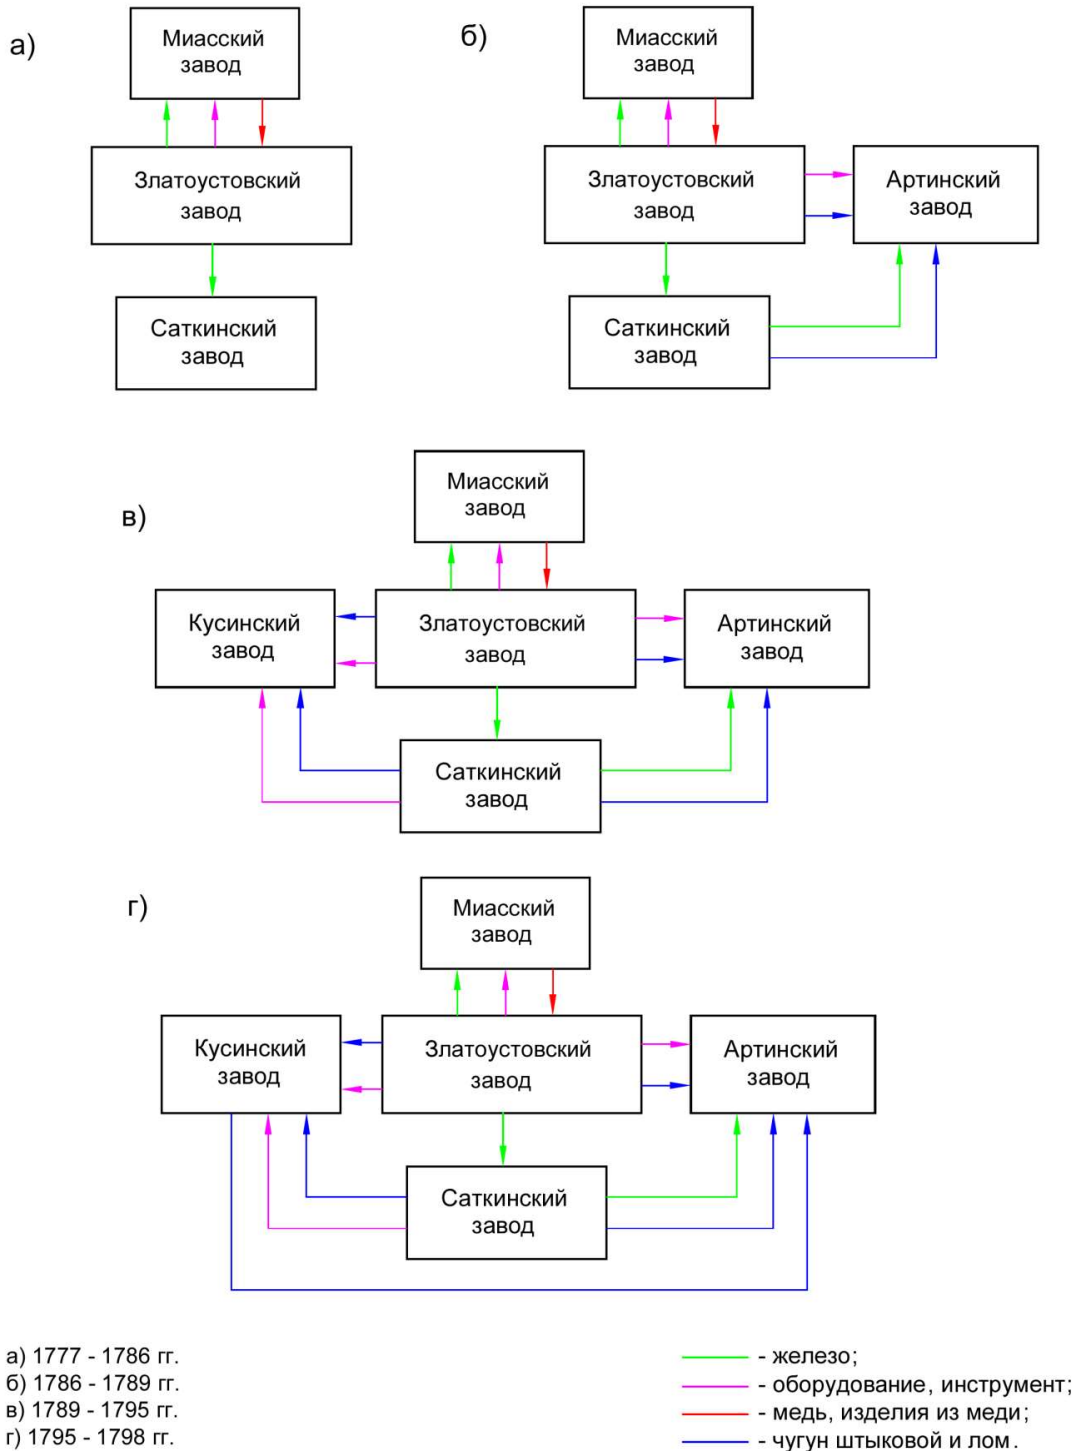 а)
Миасский
завод
Златоустовский
завод
Саткинский
завод
б)
Миасский
завод
Златоустовский
завод
Артинский
завод
Саткинский
завод
в)
Миасский
завод
Кусинский
завод
Златоустовский
завод
Артинский
завод
Саткинский
завод
г)
Миасский
завод
Кусинский
завод
Златоустовский
завод
Артинский
завод
Саткинский
завод
а) 1777 - 1786 гг.
б) 1786 - 1789 гг.
в) 1789 - 1795 гг.
г) 1795 - 1798 гг.
- железо;
- оборудование, инструмент;
- медь, изделия из меди;
- чугун штыковой и лом.